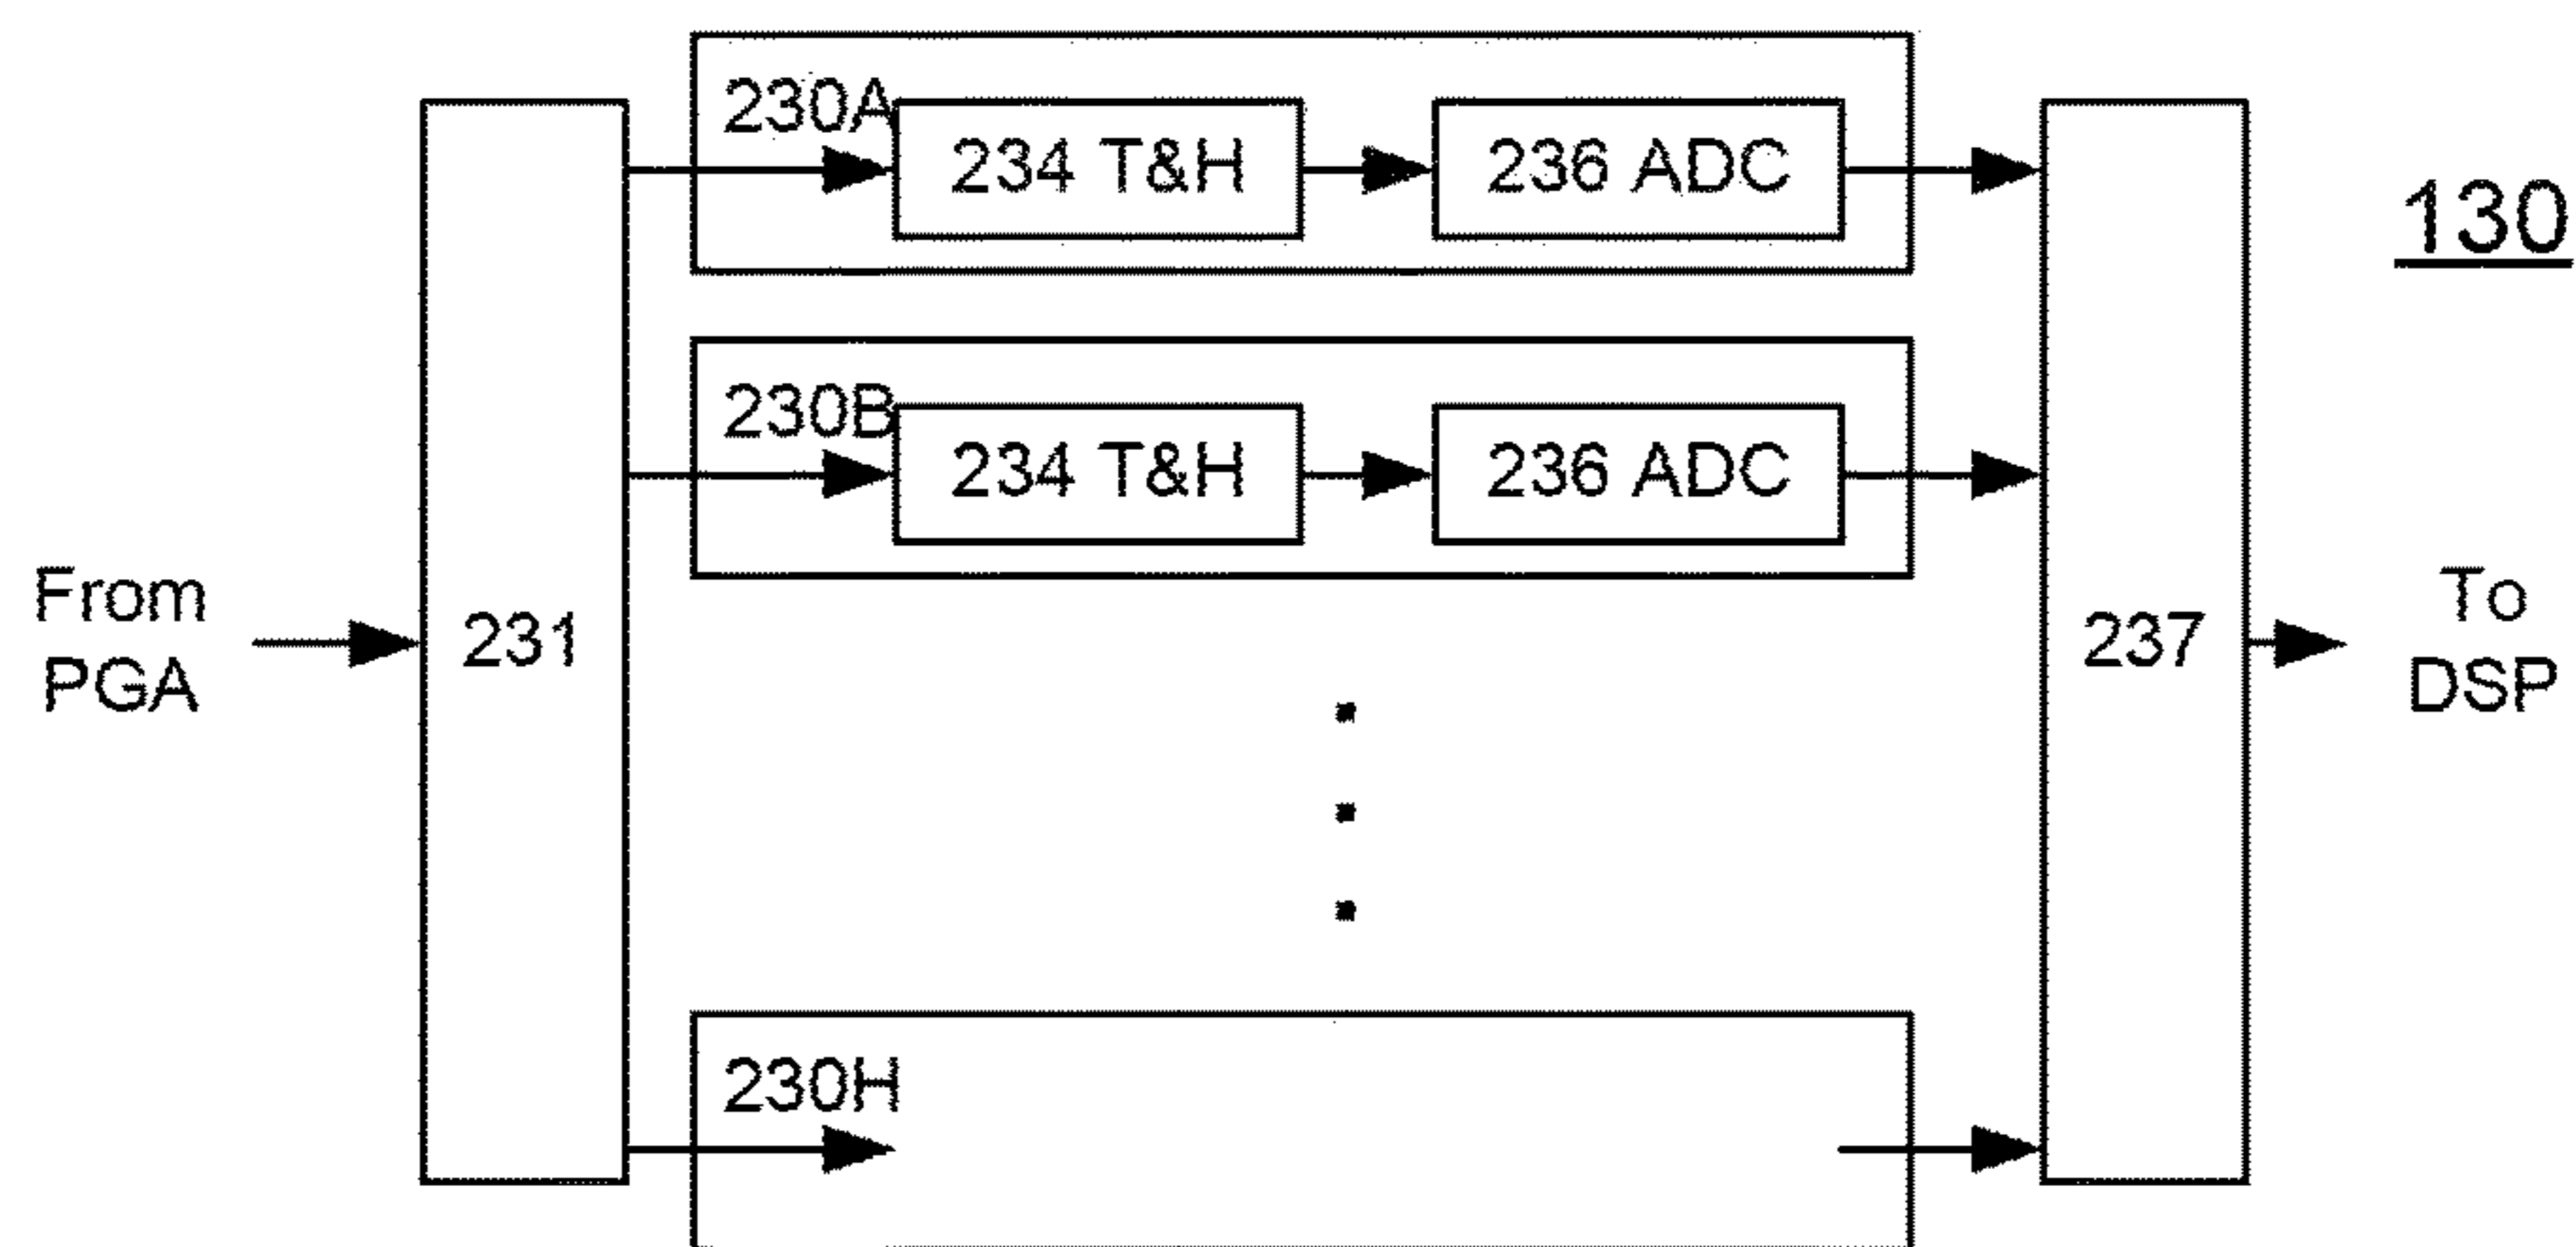 230A
234 T&H
236 ADC
130
230B
234 T&H
236 ADC
From
PGA
231
237
To
DSP
230H